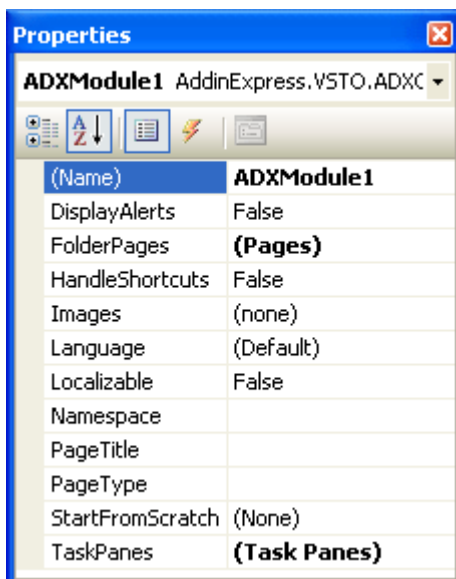 Properties
ADXModule1 AddinExpress.VSTO.ADXC
(Name) ADXModule1
DisplayAlerts False
FolderPages (Pages)
HandleShortcuts False
Images (none)
Language (Default)
Localizable False
Namespace
PageTitle
PageType
StartFromScratch (None)
TaskPanes (Task Panes)